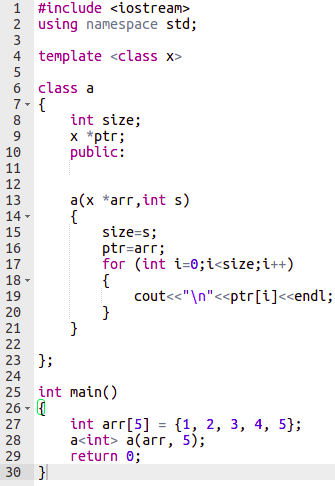 1 #include <iostream>
2 using namespace std;
3
4 template <class x>
5
6 class a
7 {
8 int size;
9 x *ptr;
10 public:
11
12
13 a(x *arr,int s)
14 {
15 size=s;
16 ptr=arr;
17 for (int i=0;i<size;i++)
18 {
19 cout<<"\n"<<ptr[i]<<endl;
20 }
21 }
22
23 };
24
25 int main()
26 {
27 int arr[5] = {1, 2, 3, 4, 5};
28 a<int> a(arr, 5);
29 return 0;
30 }